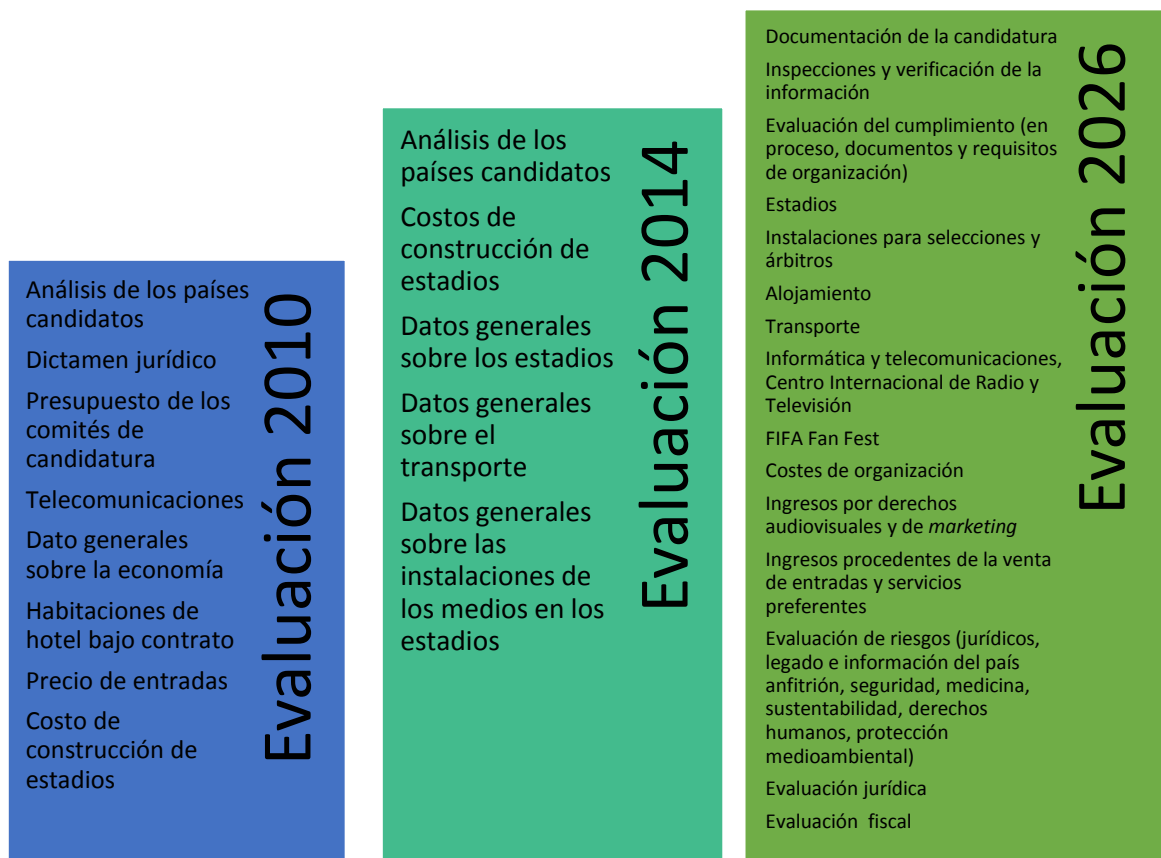 Análisis de los países
candidatos
Dictamen jurídico
Presupuesto de los
comités de
candidatura
Telecomunicaciones
Dato generales
sobre la economía
Habitaciones de
hotel bajo contrato
Precio de entradas
Costo de
construcción de
estadios
Evaluación 2010
Análisis de los
países candidatos
Costos de
construcción de
estadios
Datos generales
sobre los estadios
Datos generales
sobre el
transporte
Datos generales
sobre las
instalaciones de
los medios en los
estadios
Evaluación 2014
Documentación de la candidatura
Inspecciones y verificación de la
información
Evaluación del cumplimiento (en
proceso, documentos y requisitos
de organización)
Estadios
Instalaciones para selecciones y
árbitros
Alojamiento
Transporte
Informática y telecomunicaciones,
Centro Internacional de Radio y
Televisión
FIFA Fan Fest
Costes de organización
Ingresos por derechos
audiovisuales y de marketing
Ingresos procedentes de la venta
de entradas y servicios
preferentes
Evaluación de riesgos (jurídicos,
legado e información del país
anfitrión, seguridad, medicina,
sustentabilidad, derechos
humanos, protección
medioambiental)
Evaluación jurídica
Evaluación fiscal
Evaluación 2026